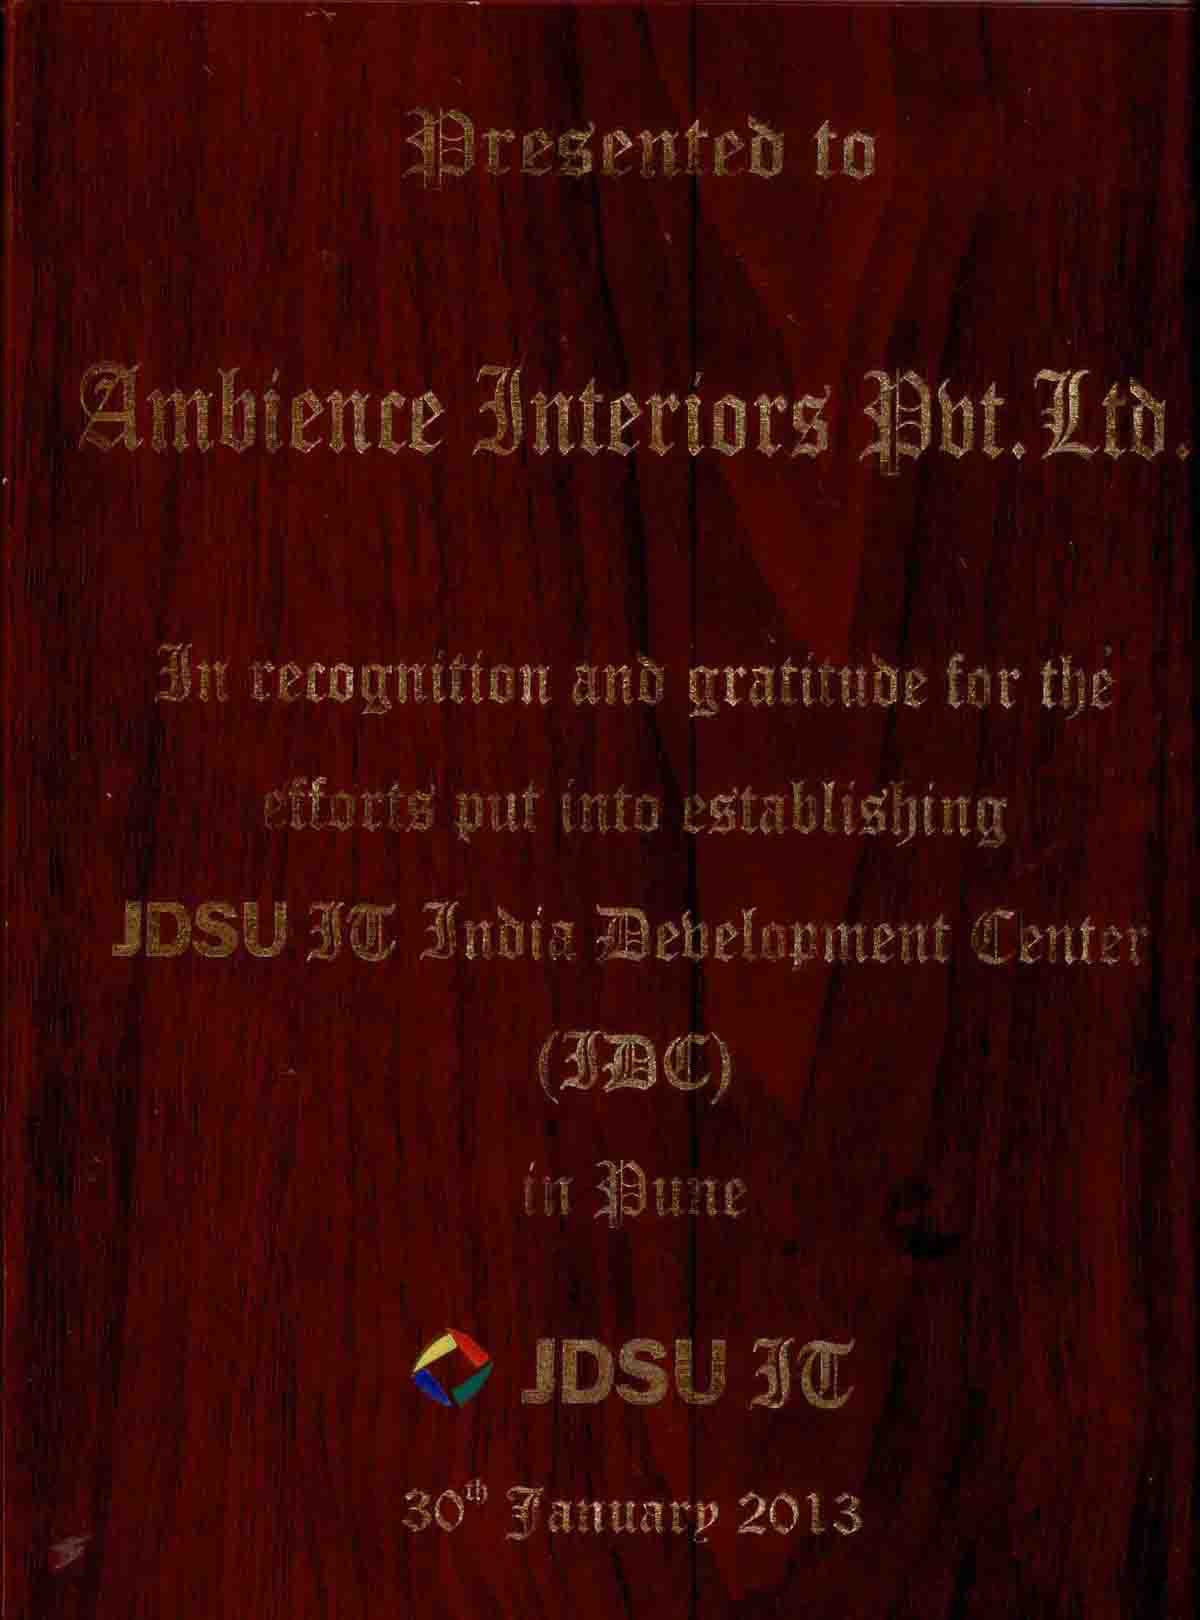 Presented to
Ambience Interiors Pvt. Ltd.
In recognition and gratitude for the
efforts put into establishing
JDSU IT India Development Center
(IDC)
in Pune
JDSU IT
30th January 2013